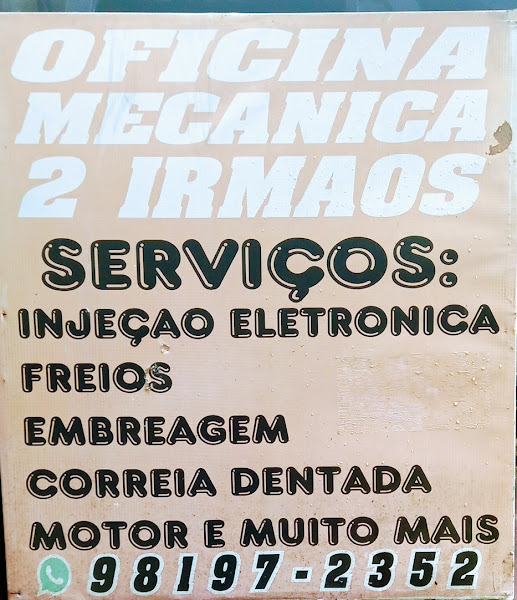 OFICINA
MECANICA
2 IRMAOS
SERVIÇOS:
INJEÇAO ELETRONICA
FREIOS
EMBREAGEM
CORREIA DENTADA
MOTOR E MUITO MAIS
98197-2352